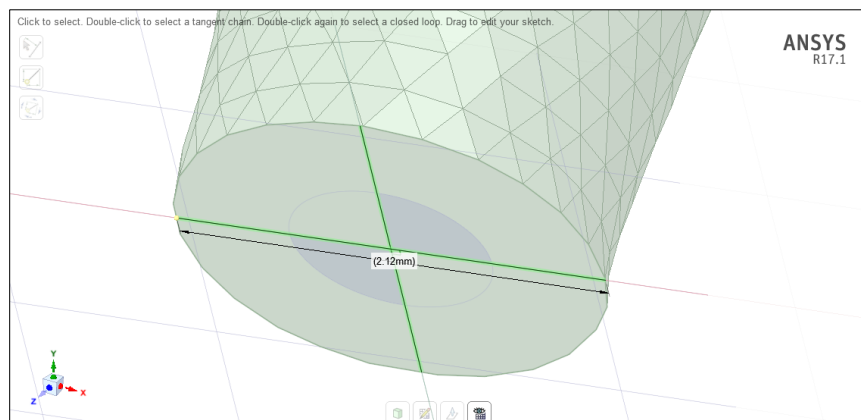 Click to select. Double-click to select a tangent chain. Double-click again to select a closed loop. Drag to edit your sketch.
ANSYS
R17.1
(2.12mm)
Y
Z
X